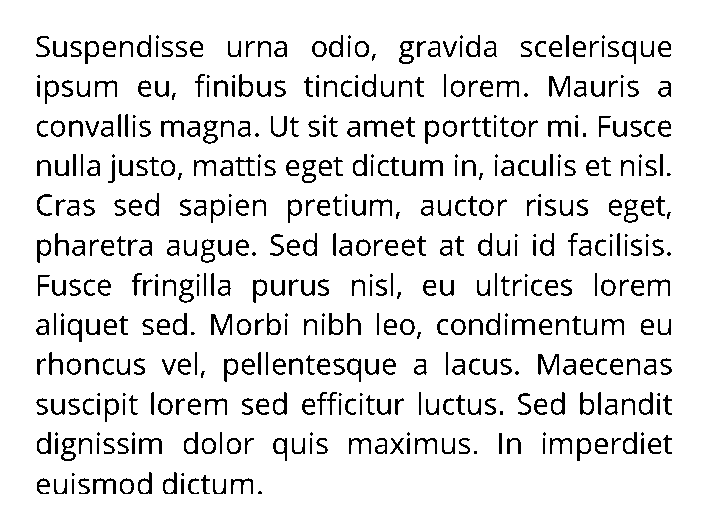 Suspendisse urna odio, gravida scelerisque
ipsum eu, finibus tincidunt lorem. Mauris a
convallis magna. Ut sit amet porttitor mi. Fusce
nulla justo, mattis eget dictum in, iaculis et nisl.
Cras sed sapien pretium, auctor risus eget,
pharetra augue. Sed laoreet at dui id facilisis.
Fusce fringilla purus nisl, eu ultrices lorem
aliquet sed. Morbi nibh leo, condimentum eu
rhoncus vel, pellentesque a lacus. Maecenas
suscipit lorem sed efficitur luctus. Sed blandit
dignissim dolor quis maximus. In imperdiet
euismod dictum.